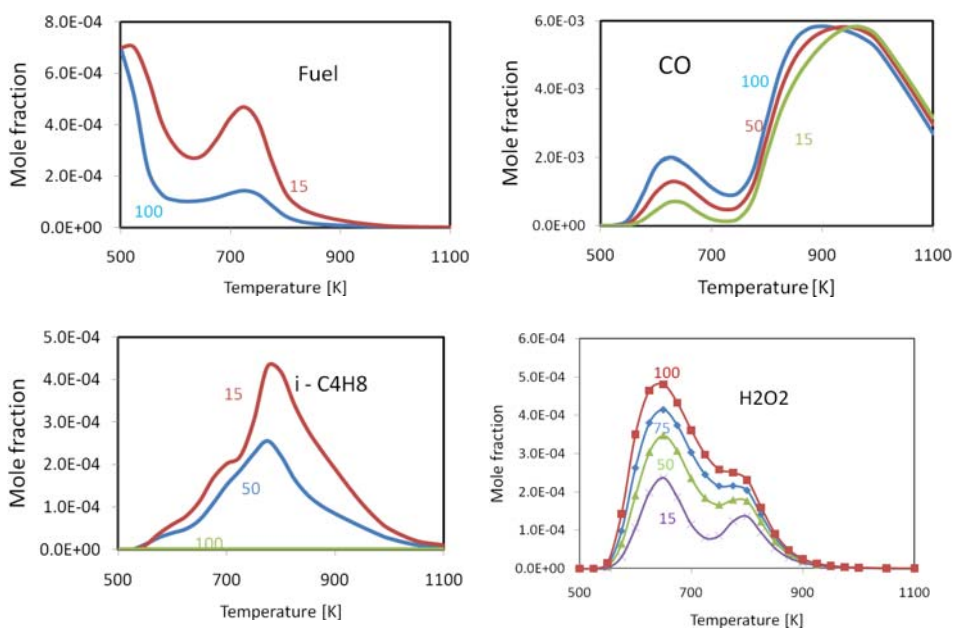 8.0E-04
6.0E-04
4.0E-04
2.0E-04
0.0E+00
Mole fraction
Fuel
15
100
500
700
900
1100
Temperature [K]
6.0E-03
4.0E-03
2.0E-03
0.0E+00
Mole fraction
CO
100
50
15
500
700
900
1100
Temperature [K]
5.0E-04
4.0E-04
3.0E-04
2.0E-04
1.0E-04
0.0E+00
Mole fraction
i - C4H8
15
50
100
500
700
900
1100
Temperature [K]
6.0E-04
5.0E-04
4.0E-04
3.0E-04
2.0E-04
1.0E-04
0.0E+00
Mole fraction
H2O2
100
75
50
15
500
700
900
1100
Temperature [K]